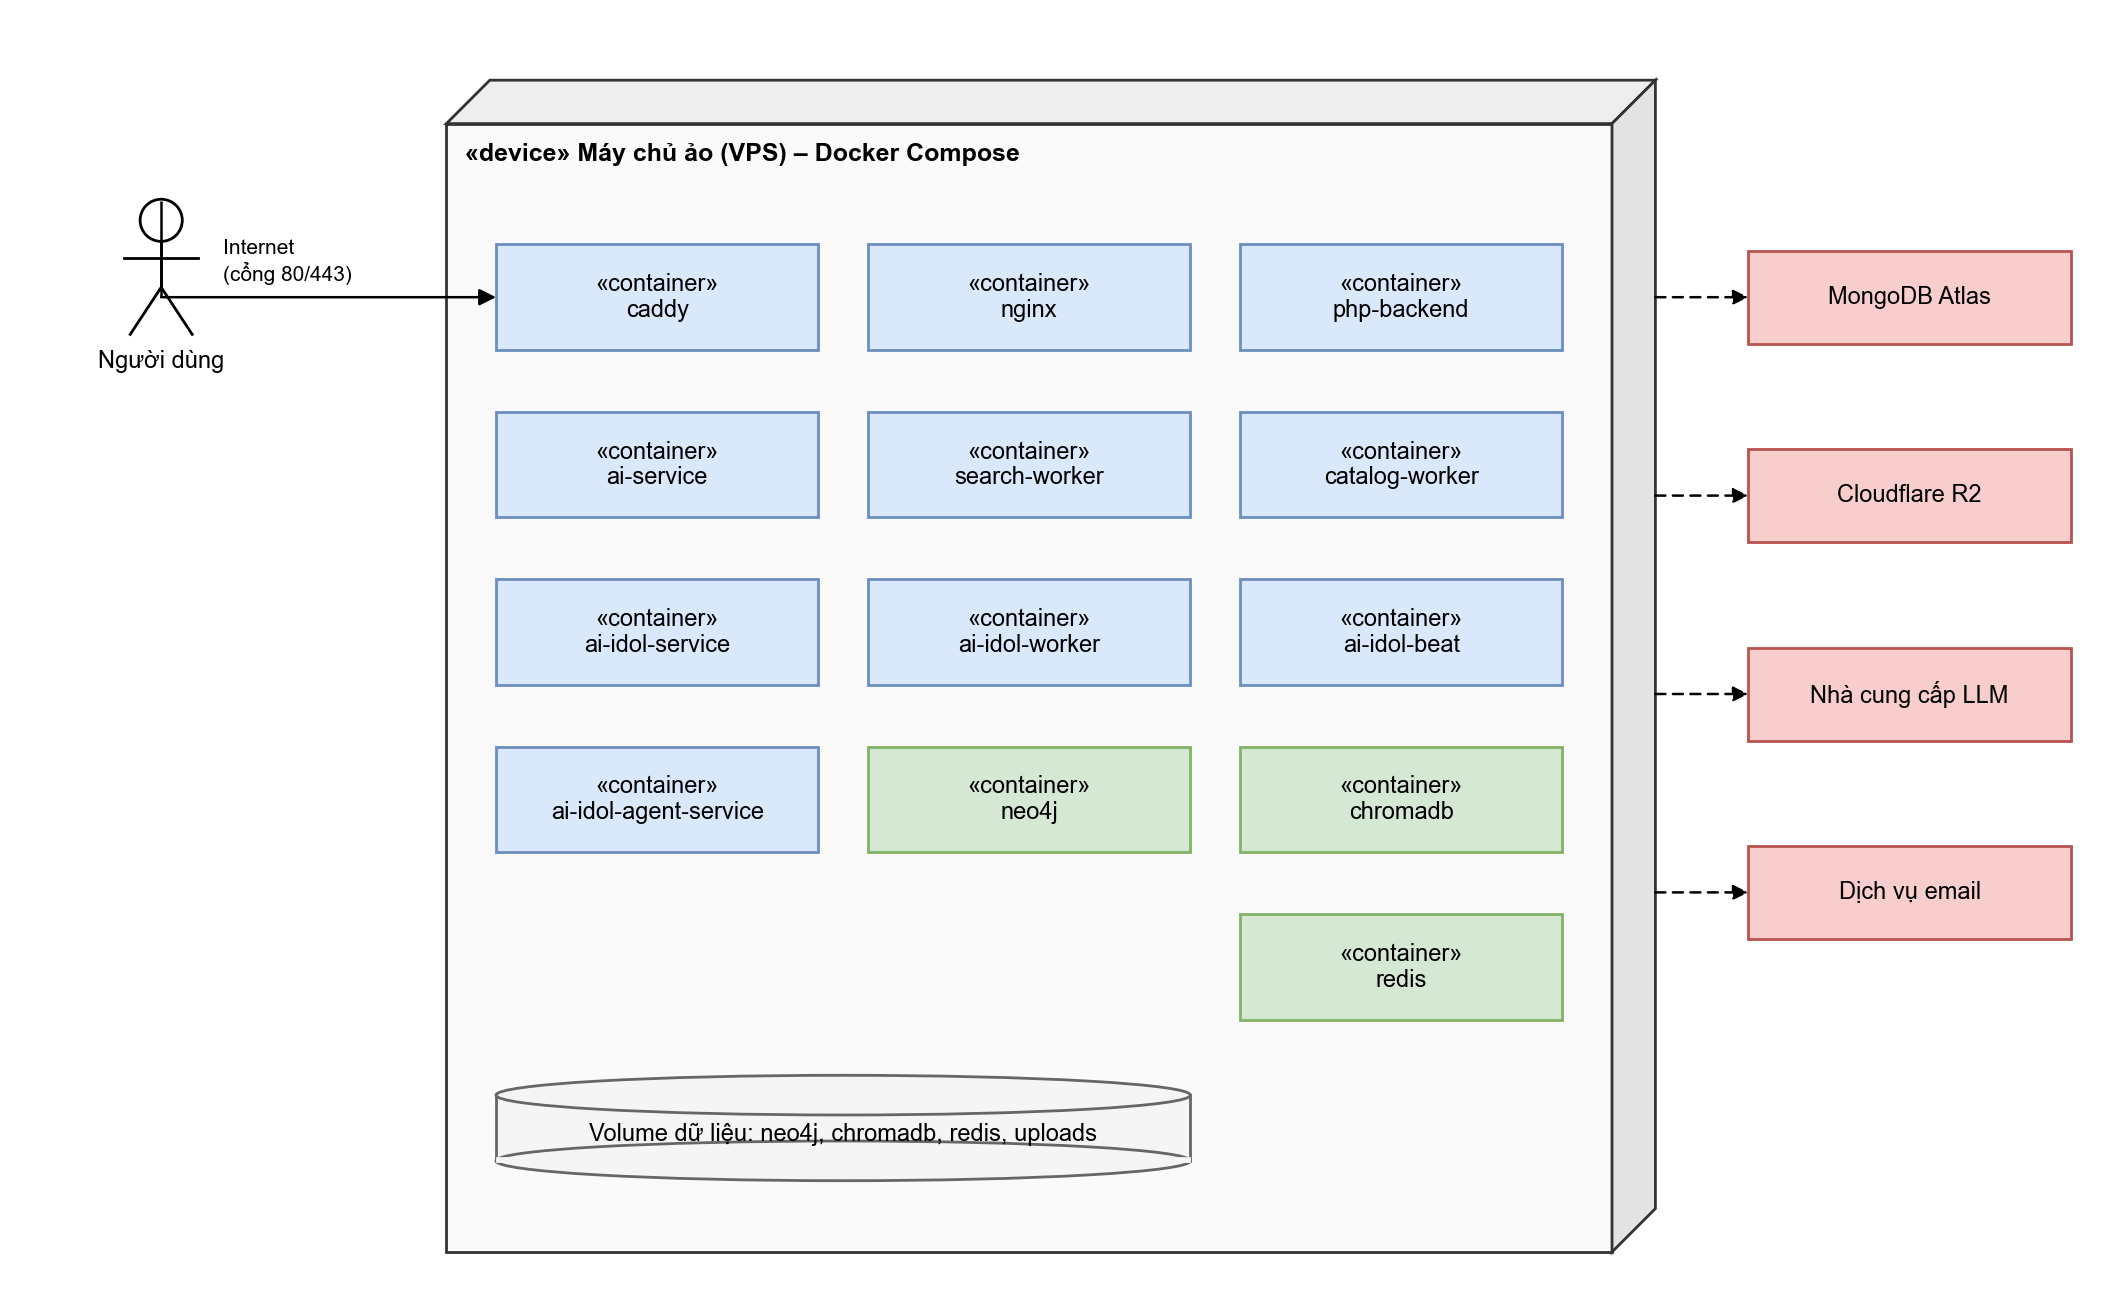 «device» Máy chủ ảo (VPS) – Docker Compose
Internet
(cổng 80/443)
Người dùng
«container»
caddy
«container»
nginx
«container»
php-backend
«container»
ai-service
«container»
search-worker
«container»
catalog-worker
«container»
ai-idol-service
«container»
ai-idol-worker
«container»
ai-idol-beat
«container»
ai-idol-agent-service
«container»
neo4j
«container»
chromadb
«container»
redis
Volume dữ liệu: neo4j, chromadb, redis, uploads
MongoDB Atlas
Cloudflare R2
Nhà cung cấp LLM
Dịch vụ email